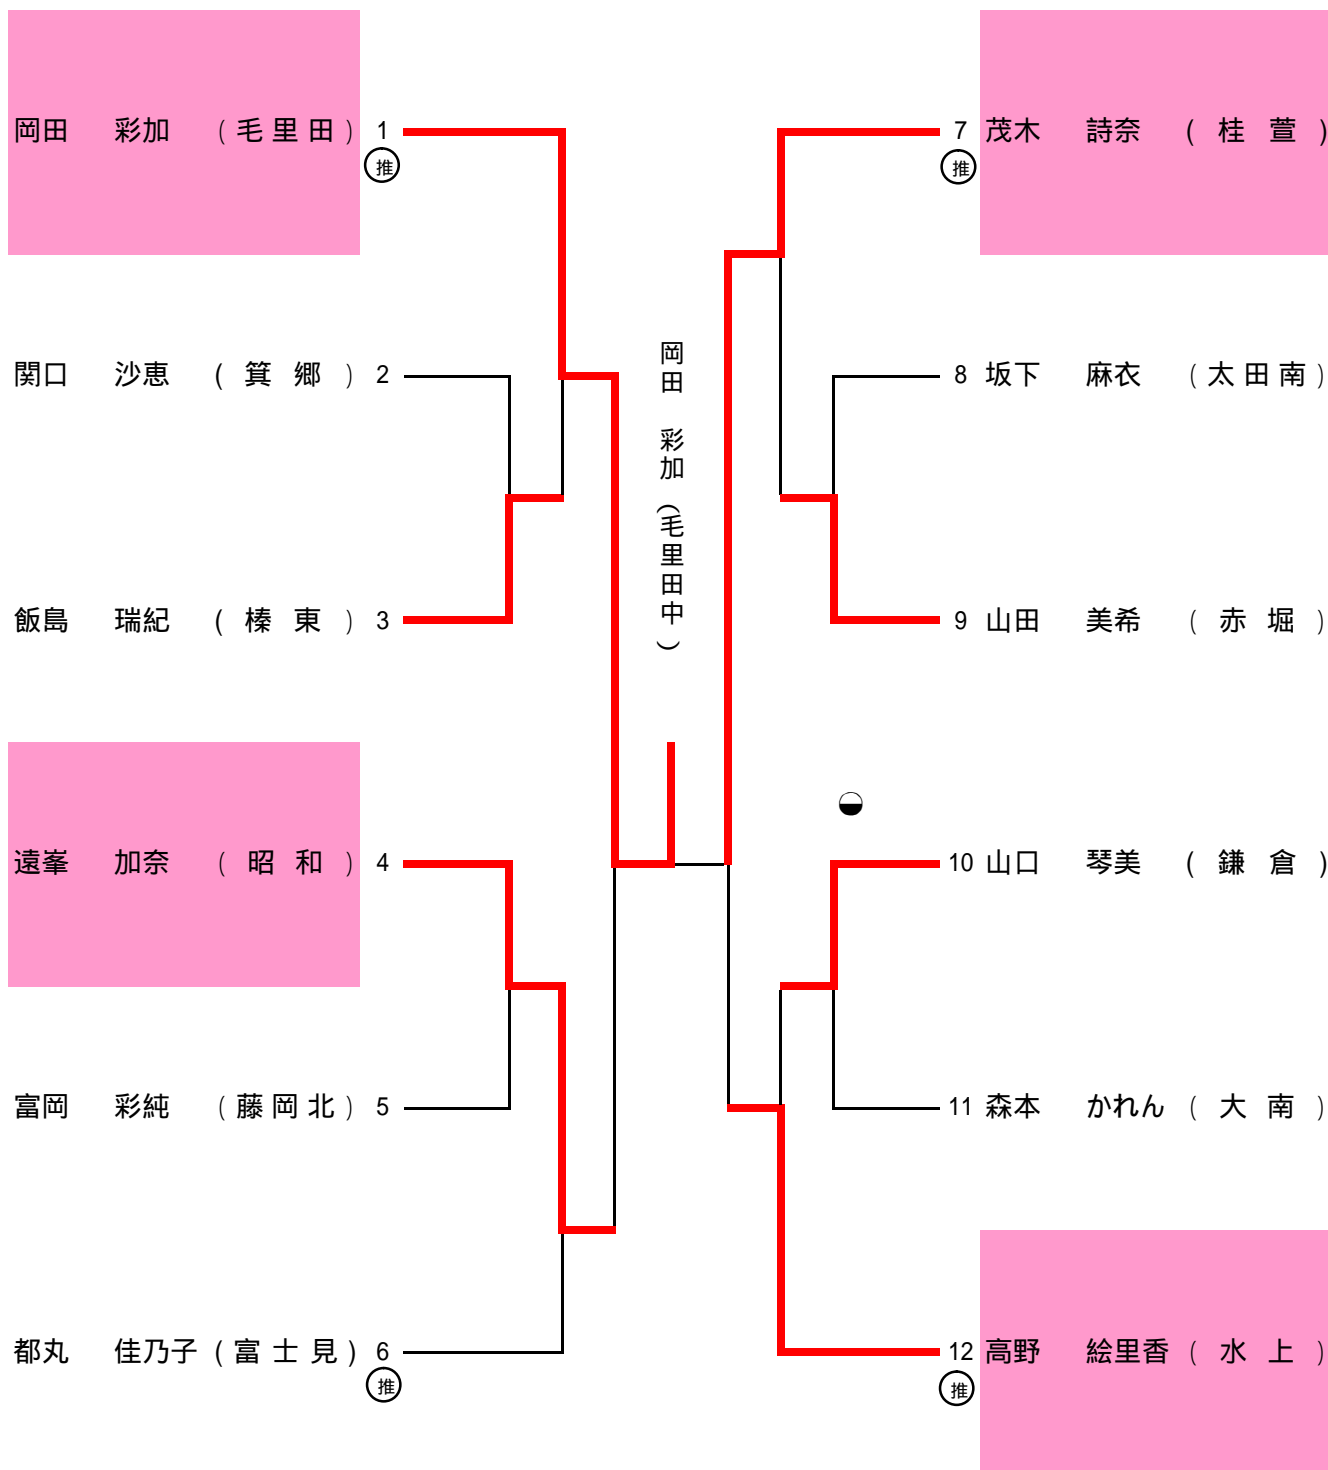 岡田 彩加 (毛里田) 1
推
関口 沙恵 (箕郷) 2
飯島 瑞紀 (榛東) 3
遠峯 加奈 (昭和) 4
富岡 彩純 (藤岡北) 5
都丸 佳乃子 (富士見) 6
推
岡田 彩加 (毛里田中)
7 茂木 詩奈 (桂萱)
推
8 坂下 麻衣 (太田南)
9 山田 美希 (赤堀)
10 山口 琴美 (鎌倉)
11 森本 かれん (大南)
12 高野 絵里香 (水上)
推